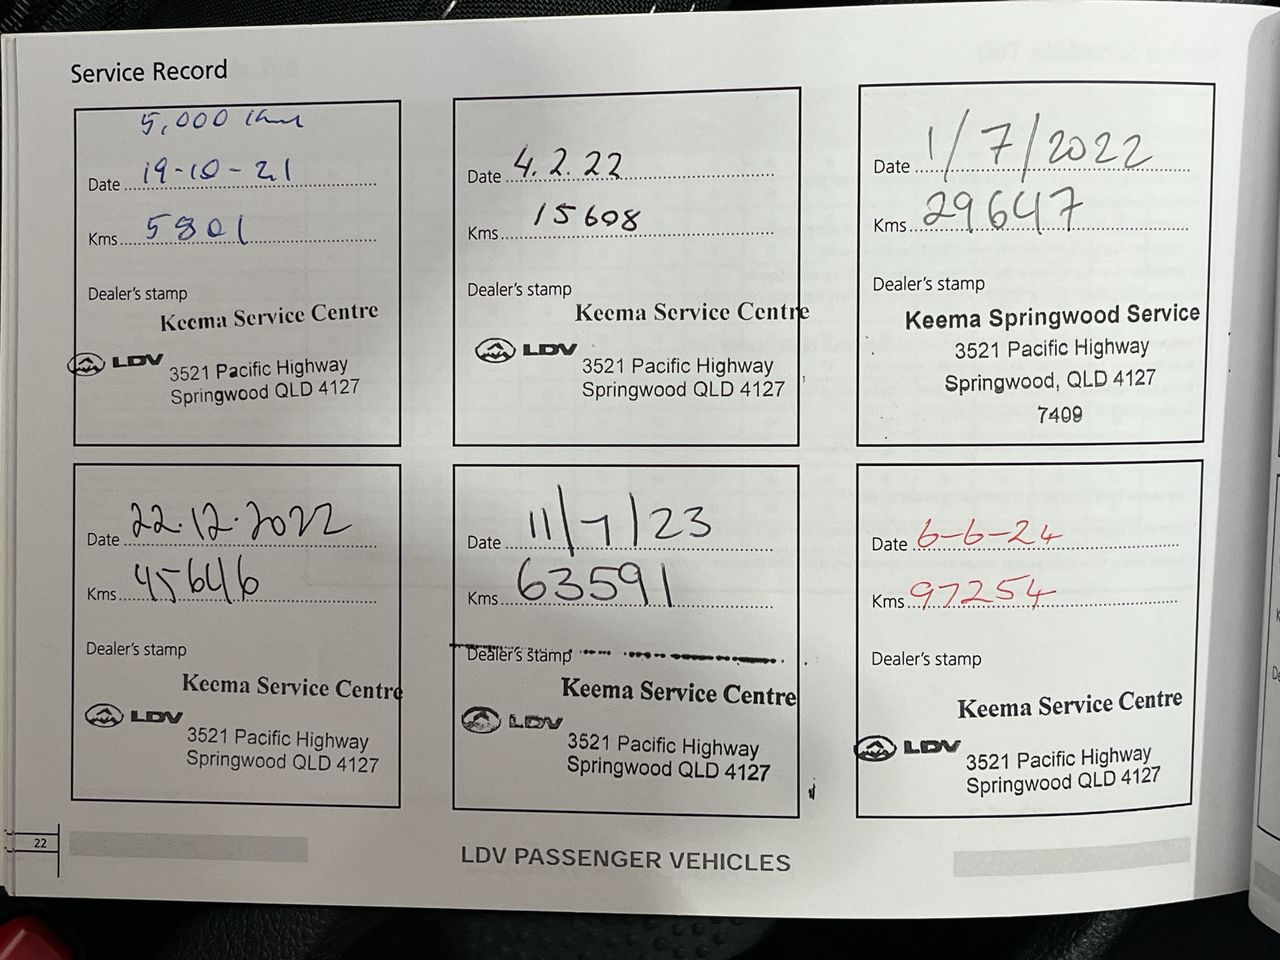 Service Record
5,000 km
Date 19-10-21
Kms 5801
Dealer's stamp
Keema Service Centre
LDV
3521 Pacific Highway
Springwood QLD 4127
Date 4.2.22
Kms 15608
Dealer's stamp
Keema Service Centre
LDV
3521 Pacific Highway
Springwood QLD 4127
Date 1/7/2022
Kms 29647
Dealer's stamp
Keema Springwood Service
3521 Pacific Highway
Springwood, QLD 4127
7409
Date 22.12.2022
Kms 45646
Dealer's stamp
Keema Service Centre
LDV
3521 Pacific Highway
Springwood QLD 4127
Date 11/7/23
Kms 63591
Dealer's stamp
Keema Service Centre
LDV
3521 Pacific Highway
Springwood QLD 4127
Date 6-6-24
Kms 97254
Dealer's stamp
Keema Service Centre
LDV
3521 Pacific Highway
Springwood QLD 4127
22
LDV PASSENGER VEHICLES